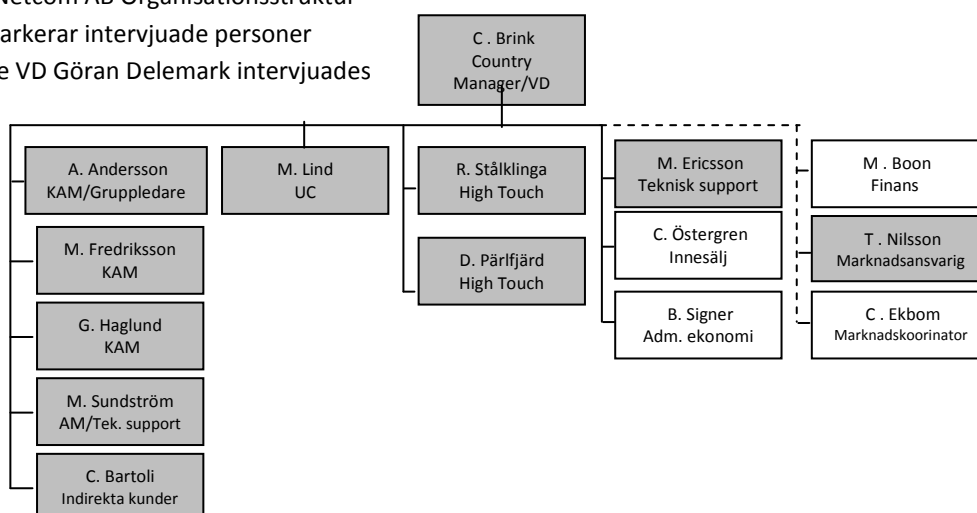 Netcom AB Organisationsstruktur
arkerar intervjuade personer
e VD Göran Delemark intervjuades
C . Brink
Country
Manager/VD
A. Andersson
KAM/Gruppledare
M. Fredriksson
KAM
G. Haglund
KAM
M. Sundström
AM/Tek. support
C. Bartoli
Indirekta kunder
M. Lind
UC
R. Stålklinga
High Touch
D. Pärlfjärd
High Touch
M. Ericsson
Teknisk support
C. Östergren
Innesälj
B. Signer
Adm. ekonomi
M . Boon
Finans
T . Nilsson
Marknadsansvarig
C . Ekbom
Marknadskoorinator